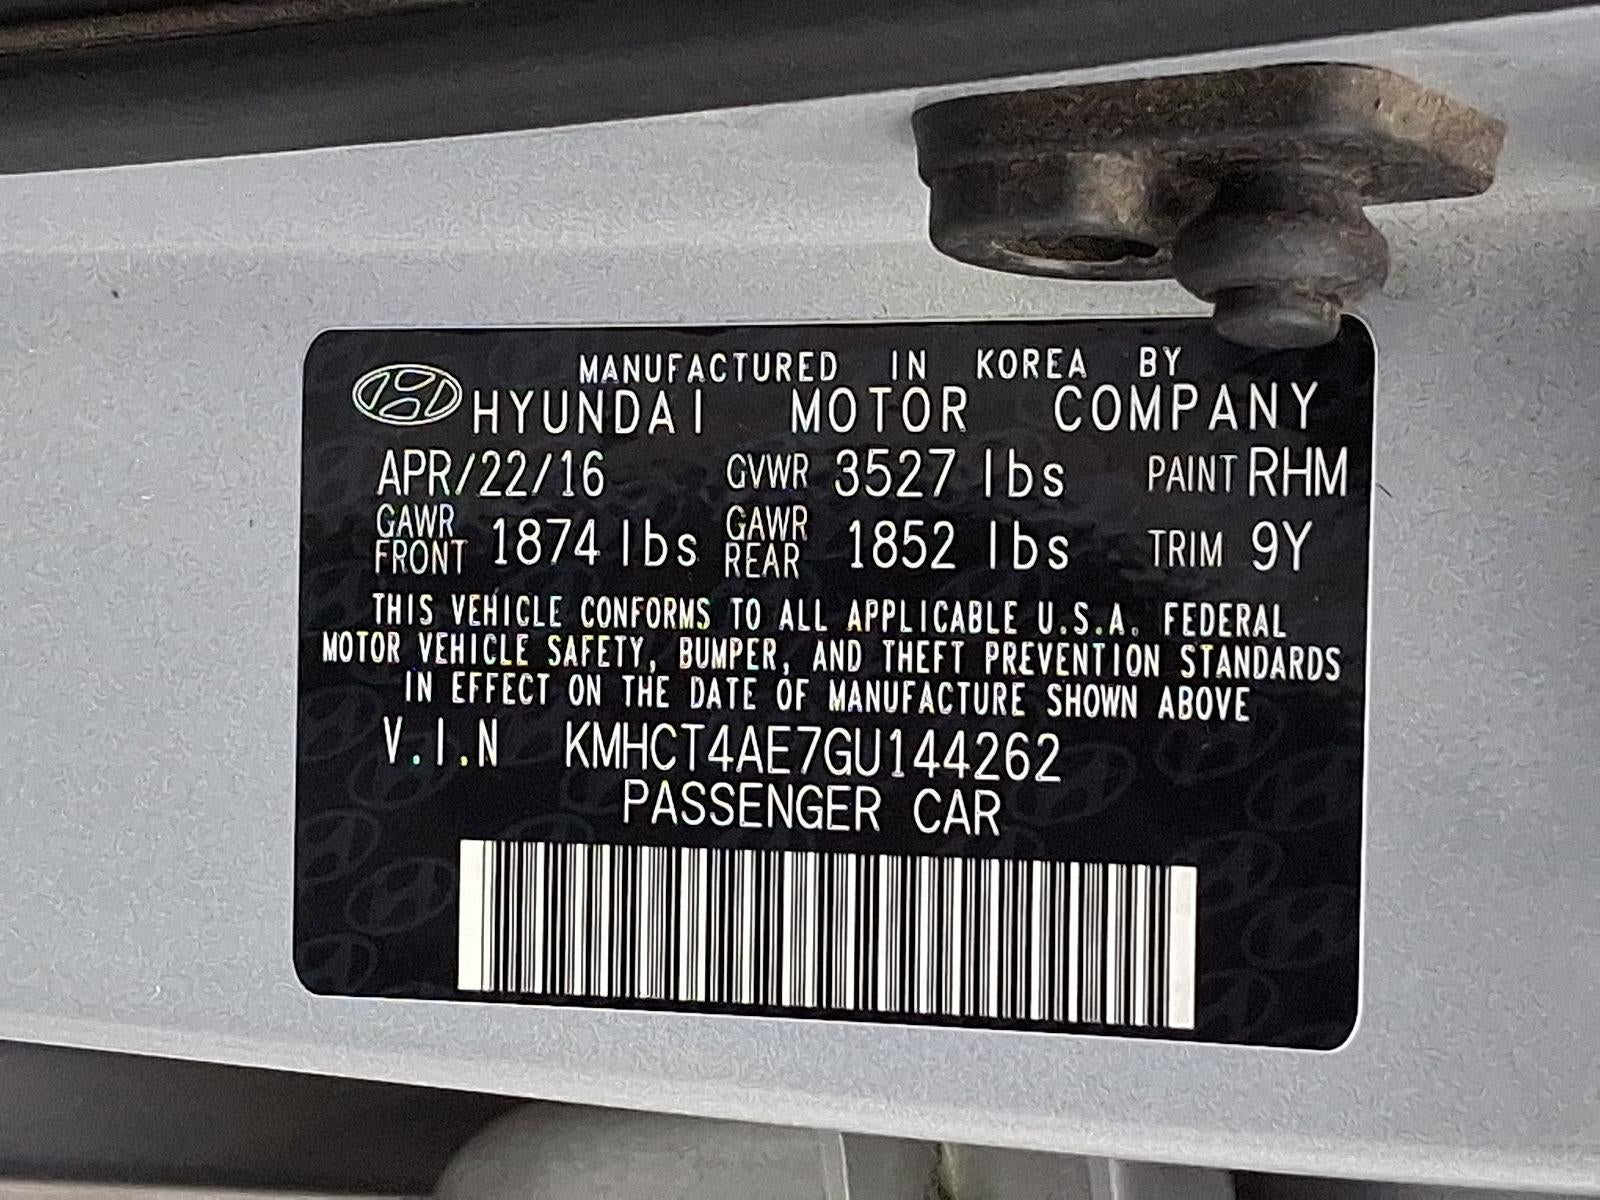 MANUFACTURED IN KOREA BY
HYUNDAI MOTOR COMPANY
APR/22/16 GVWR 3527 lbs PAINT RHM
GAWR FRONT 1874 lbs GAWR REAR 1852 lbs TRIM 9Y
THIS VEHICLE CONFORMS TO ALL APPLICABLE U.S.A. FEDERAL
MOTOR VEHICLE SAFETY, BUMPER, AND THEFT PREVENTION STANDARDS
IN EFFECT ON THE DATE OF MANUFACTURE SHOWN ABOVE
V.I.N KMHCT4AE7GU144262
PASSENGER CAR